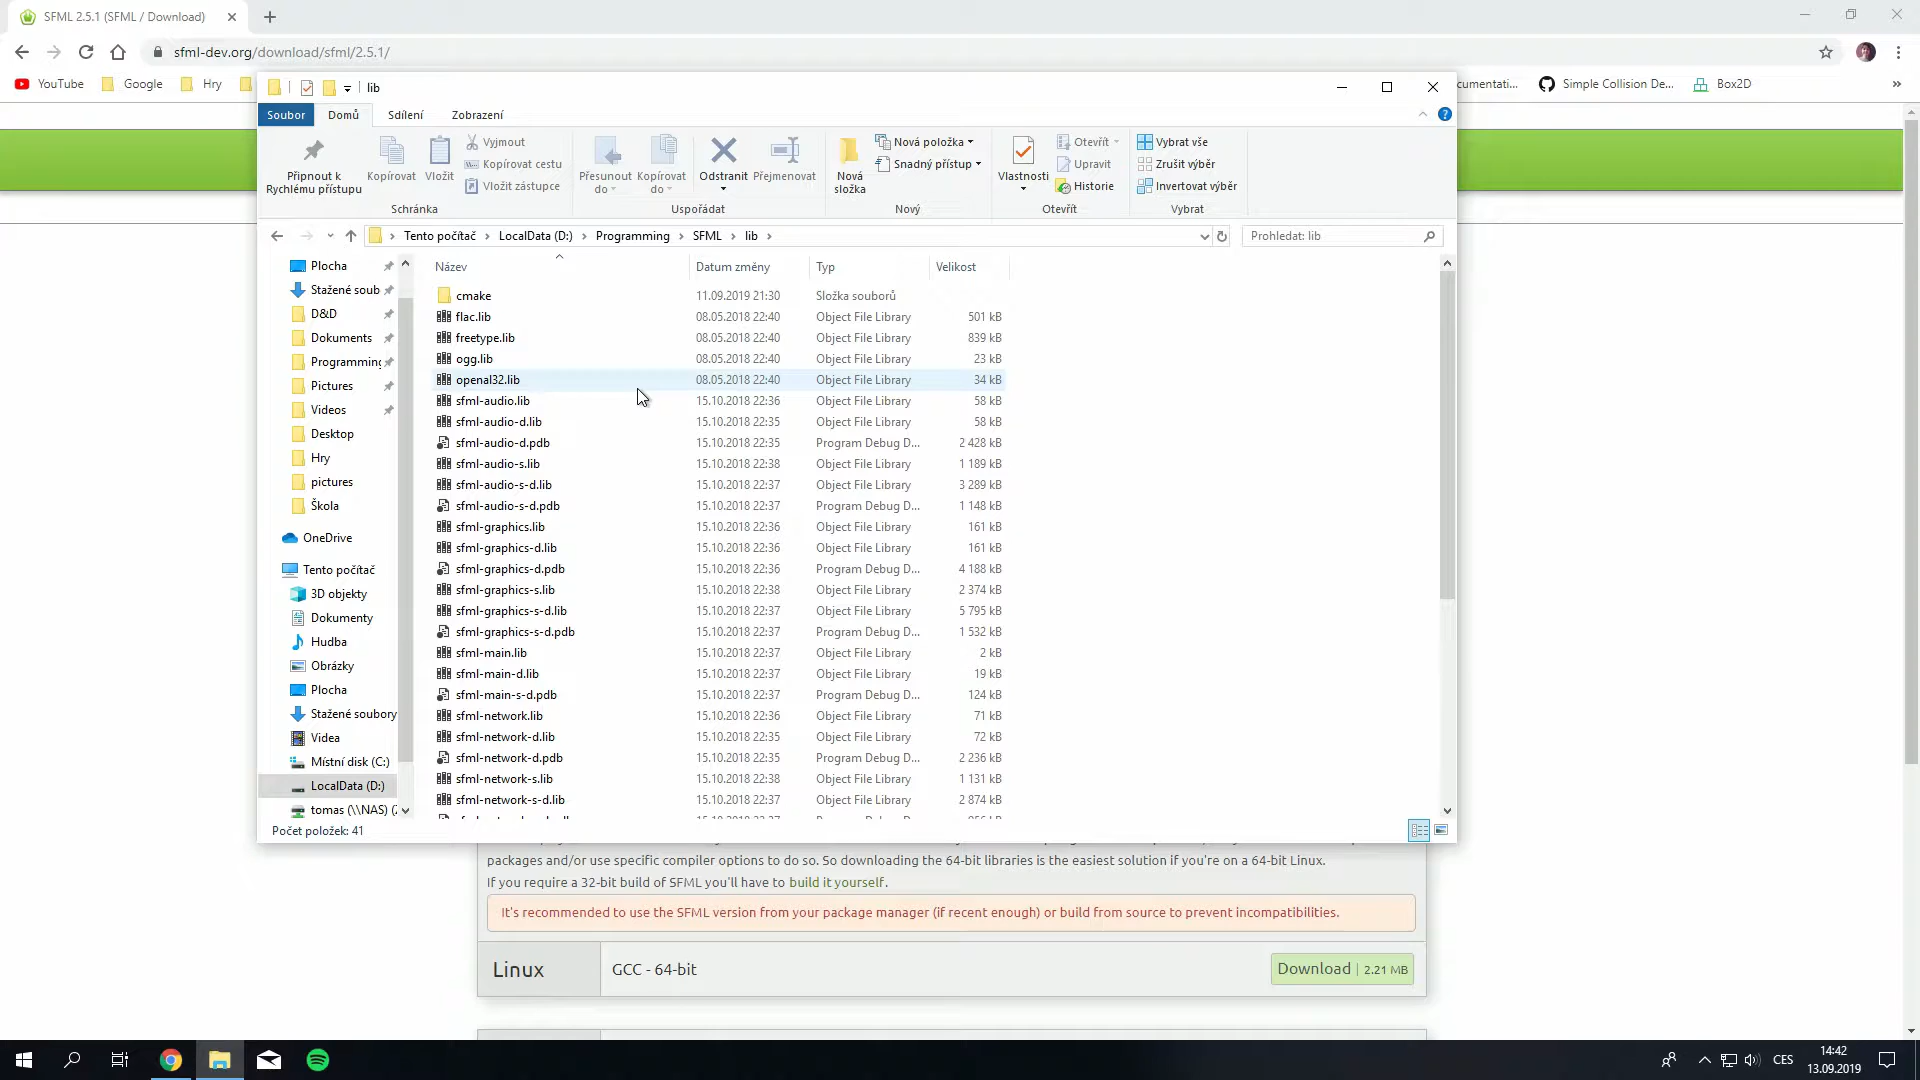 SFML 2.5.1 (SFML / Download)
sfml-dev.org/download/sfml/2.5.1/
YouTube Google Hry cumentati... Simple Collision De... Box2D »
lib
Soubor Domů Sdílení Zobrazení
Připnout k Rychlému přístupu
Kopírovat
Vložit
Vyjmout
Kopírovat cestu
Vložit zástupce
Schránka
Přesunout do
Kopírovat do
Odstranit
Přejmenovat
Uspořádat
Nová složka
Nová položka
Snadný přístup
Nový
Vlastnosti
Otevřít
Upravit
Historie
Otevřít
Vybrat vše
Zrušit výběr
Invertovat výběr
Vybrat
Tento počítač > LocalData (D:) > Programming > SFML > lib >
Prohledat: lib
Plocha
Stažené soub
D&D
Dokuments
Programming
Pictures
Videos
Desktop
Hry
pictures
Škola
OneDrive
Tento počítač
3D objekty
Dokumenty
Hudba
Obrázky
Plocha
Stažené soubory
Videa
Místní disk (C:)
LocalData (D:)
tomas (\\NAS) (
Název Datum změny Typ Velikost
cmake 11.09.2019 21:30 Složka souborů
flac.lib 08.05.2018 22:40 Object File Library 501 kB
freetype.lib 08.05.2018 22:40 Object File Library 839 kB
ogg.lib 08.05.2018 22:40 Object File Library 23 kB
openal32.lib 08.05.2018 22:40 Object File Library 34 kB
sfml-audio.lib 15.10.2018 22:36 Object File Library 58 kB
sfml-audio-d.lib 15.10.2018 22:35 Object File Library 58 kB
sfml-audio-d.pdb 15.10.2018 22:35 Program Debug D... 2 428 kB
sfml-audio-s.lib 15.10.2018 22:38 Object File Library 1 189 kB
sfml-audio-s-d.lib 15.10.2018 22:37 Object File Library 3 289 kB
sfml-audio-s-d.pdb 15.10.2018 22:37 Program Debug D... 1 148 kB
sfml-graphics.lib 15.10.2018 22:36 Object File Library 161 kB
sfml-graphics-d.lib 15.10.2018 22:36 Object File Library 161 kB
sfml-graphics-d.pdb 15.10.2018 22:36 Program Debug D... 4 188 kB
sfml-graphics-s.lib 15.10.2018 22:38 Object File Library 2 374 kB
sfml-graphics-s-d.lib 15.10.2018 22:37 Object File Library 5 795 kB
sfml-graphics-s-d.pdb 15.10.2018 22:37 Program Debug D... 1 532 kB
sfml-main.lib 15.10.2018 22:37 Object File Library 2 kB
sfml-main-d.lib 15.10.2018 22:37 Object File Library 19 kB
sfml-main-s-d.pdb 15.10.2018 22:37 Program Debug D... 124 kB
sfml-network.lib 15.10.2018 22:36 Object File Library 71 kB
sfml-network-d.lib 15.10.2018 22:35 Object File Library 72 kB
sfml-network-d.pdb 15.10.2018 22:35 Program Debug D... 2 236 kB
sfml-network-s.lib 15.10.2018 22:38 Object File Library 1 131 kB
sfml-network-s-d.lib 15.10.2018 22:37 Object File Library 2 874 kB
Počet položek: 41
packages and/or use specific compiler options to do so. So downloading the 64-bit libraries is the easiest solution if you're on a 64-bit Linux.
If you require a 32-bit build of SFML you'll have to build it yourself.
It's recommended to use the SFML version from your package manager (if recent enough) or build from source to prevent incompatibilities.
Linux GCC - 64-bit Download | 2.21 MB
CES
14:42
13.09.2019